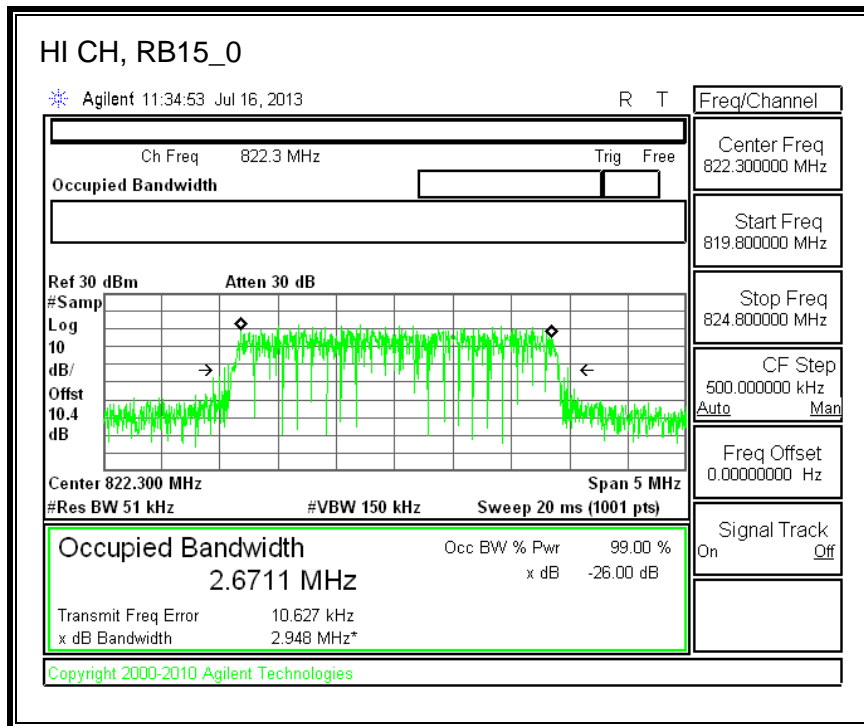 HI CH, RB15_0
Agilent 11:34:53 Jul 16, 2013 R T
Freq/Channel
Ch Freq 822.3 MHz Trig Free
Occupied Bandwidth
Center Freq
822.300000 MHz
Start Freq
819.800000 MHz
Stop Freq
824.800000 MHz
CF Step
500.000000 kHz
Auto Man
Freq Offset
0.00000000 Hz
Signal Track
On Off
Ref 30 dBm Atten 30 dB
#Samp
Log
10
dB/
Offst
10.4
dB
Center 822.300 MHz Span 5 MHz
#Res BW 51 kHz #VBW 150 kHz Sweep 20 ms (1001 pts)
Occupied Bandwidth Occ BW % Pwr 99.00 %
2.6711 MHz x dB -26.00 dB
Transmit Freq Error 10.627 kHz
x dB Bandwidth 2.948 MHz*
Copyright 2000-2010 Agilent Technologies